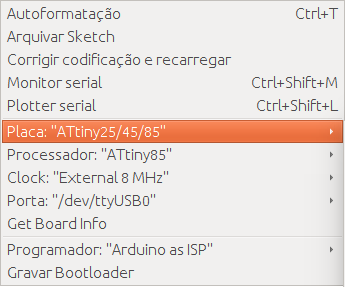 Autoformatação Ctrl+T
Arquivar Sketch
Corrigir codificação e recarregar
Monitor serial Ctrl+Shift+M
Plotter serial Ctrl+Shift+L
Placa: "ATtiny25/45/85"
Processador: "ATtiny85"
Clock: "External 8 MHz"
Porta: "/dev/ttyUSB0"
Get Board Info
Programador: "Arduino as ISP"
Gravar Bootloader